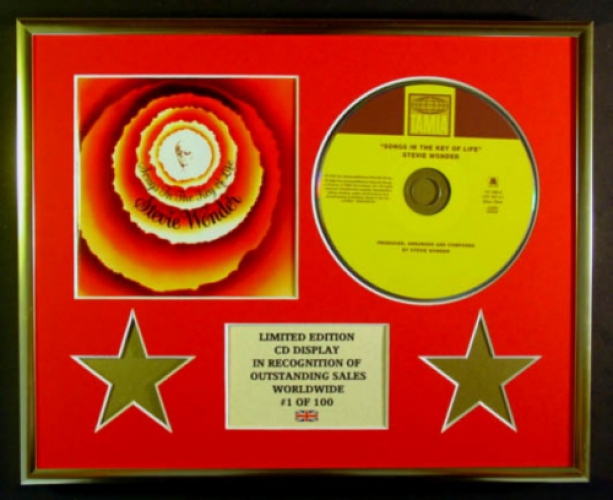 Songs In The Key Of Life
Stevie Wonder
TAMLA
"SONGS IN THE KEY OF LIFE"
STEVIE WONDER
PRODUCED, ARRANGED AND COMPOSED
BY STEVIE WONDER
LIMITED EDITION
CD DISPLAY
IN RECOGNITION OF
OUTSTANDING SALES
WORLDWIDE
#1 OF 100